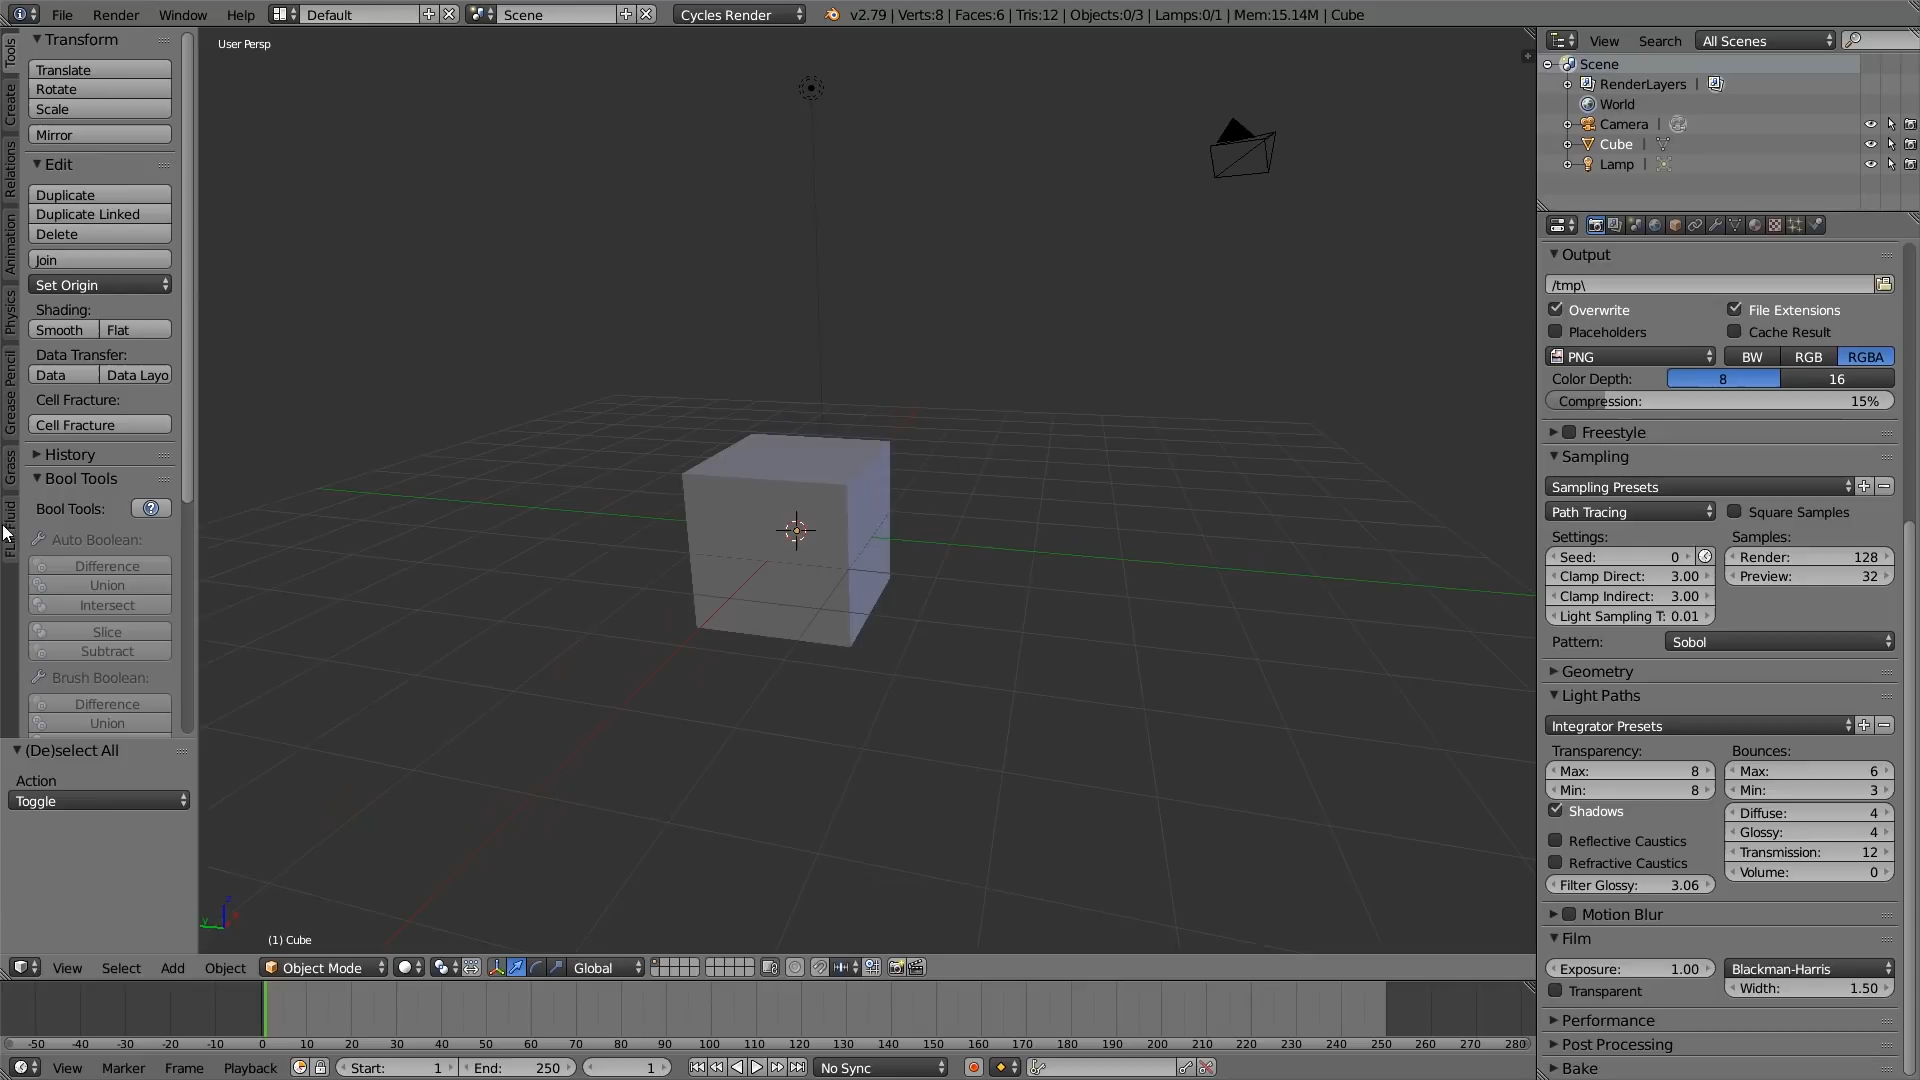 File Render Window Help Default Scene Cycles Render v2.79 | Verts:8 | Faces:6 | Tris:12 | Objects:0/3 | Lamps:0/1 | Mem:15.14M | Cube
Tools
Create
Relations
Animation
Physics
Grease Pencil
Grass
Transform
Translate
Rotate
Scale
Mirror
Edit
Duplicate
Duplicate Linked
Delete
Join
Set Origin
Shading:
Smooth Flat
Data Transfer:
Data Data Layo
Cell Fracture:
Cell Fracture
History
Bool Tools
Bool Tools: ?
Auto Boolean:
Difference
Union
Intersect
Slice
Subtract
Brush Boolean:
Difference
Union
(De)select All
Action
Toggle
User Persp
(1) Cube
View Select Add Object Object Mode Global
-50 -40 -30 -20 -10 0 10 20 30 40 50 60 70 80 90 100 110 120 130 140 150 160 170 180 190 200 210 220 230 240 250 260 270 280
View Marker Frame Playback Start: 1 End: 250 1 No Sync
View Search All Scenes
Scene
RenderLayers |
World
Camera |
Cube |
Lamp |
Output
/tmp\
Overwrite File Extensions
Placeholders Cache Result
PNG BW RGB RGBA
Color Depth: 8 16
Compression: 15%
Freestyle
Sampling
Sampling Presets
Path Tracing Square Samples
Settings: Samples:
Seed: 0 Render: 128
Clamp Direct: 3.00 Preview: 32
Clamp Indirect: 3.00
Light Sampling T: 0.01
Pattern: Sobol
Geometry
Light Paths
Integrator Presets
Transparency: Bounces:
Max: 8 Max: 6
Min: 8 Min: 3
Shadows Diffuse: 4
Glossy: 4
Reflective Caustics Transmission: 12
Refractive Caustics Volume: 0
Filter Glossy: 3.06
Motion Blur
Film
Exposure: 1.00 Blackman-Harris
Transparent Width: 1.50
Performance
Post Processing
Bake